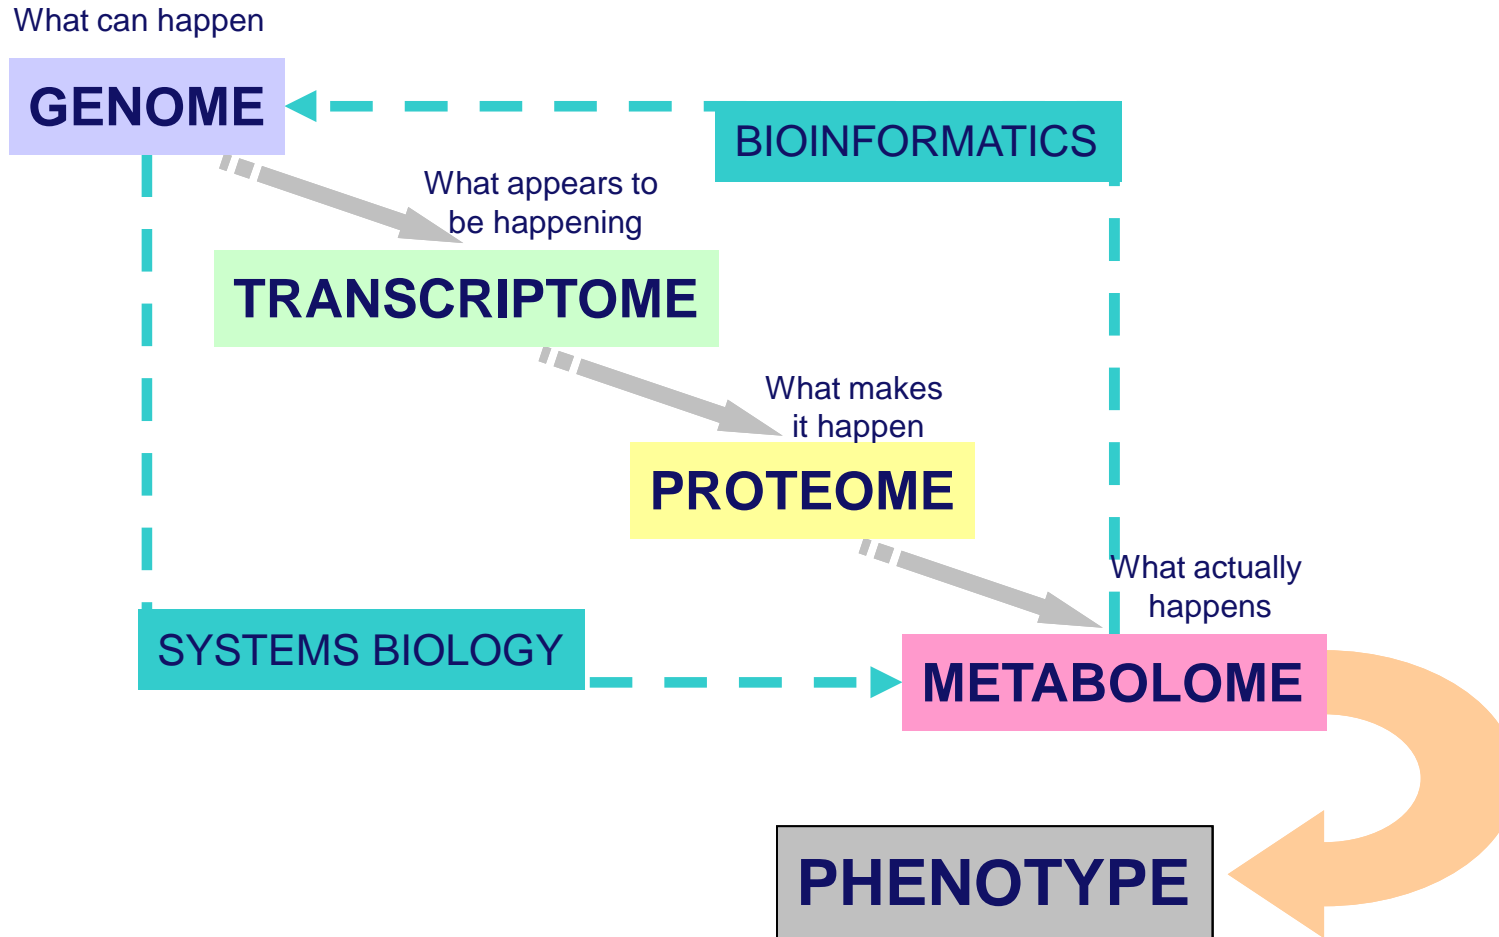 What can happen
GENOME
BIOINFORMATICS
What appears to
be happening
TRANSCRIPTOME
What makes
it happen
PROTEOME
What actually
happens
SYSTEMS BIOLOGY
METABOLOME
PHENOTYPE